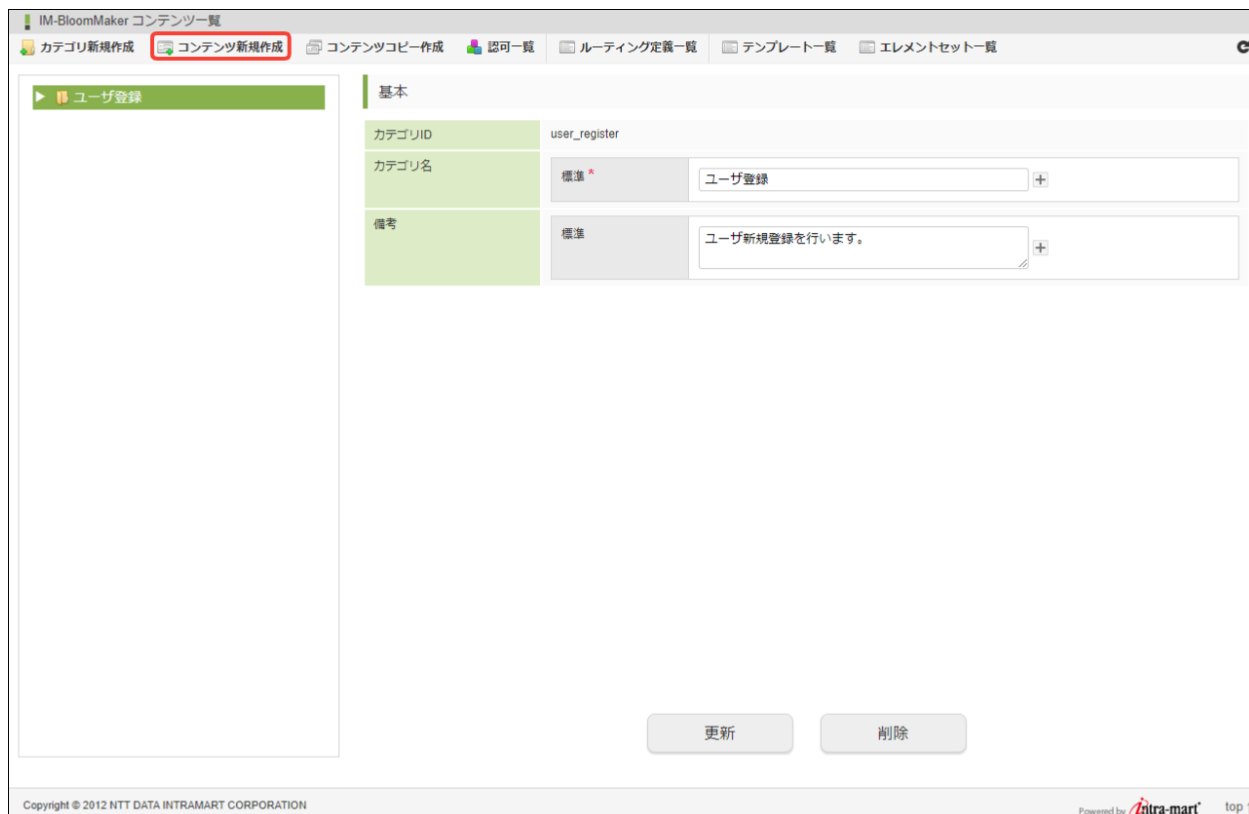 IM-BloomMaker コンテンツ一覧
カテゴリ新規作成 コンテンツ新規作成 コンテンツコピー作成 認可一覧 ルーティング定義一覧 テンプレート一覧 エレメントセット一覧
ユーザ登録
基本
カテゴリID user_register
カテゴリ名 標準 * ユーザ登録
備考 標準 ユーザ新規登録を行います。
更新 削除
Copyright © 2012 NTT DATA INTRAMART CORPORATION
Powered by intra-mart top